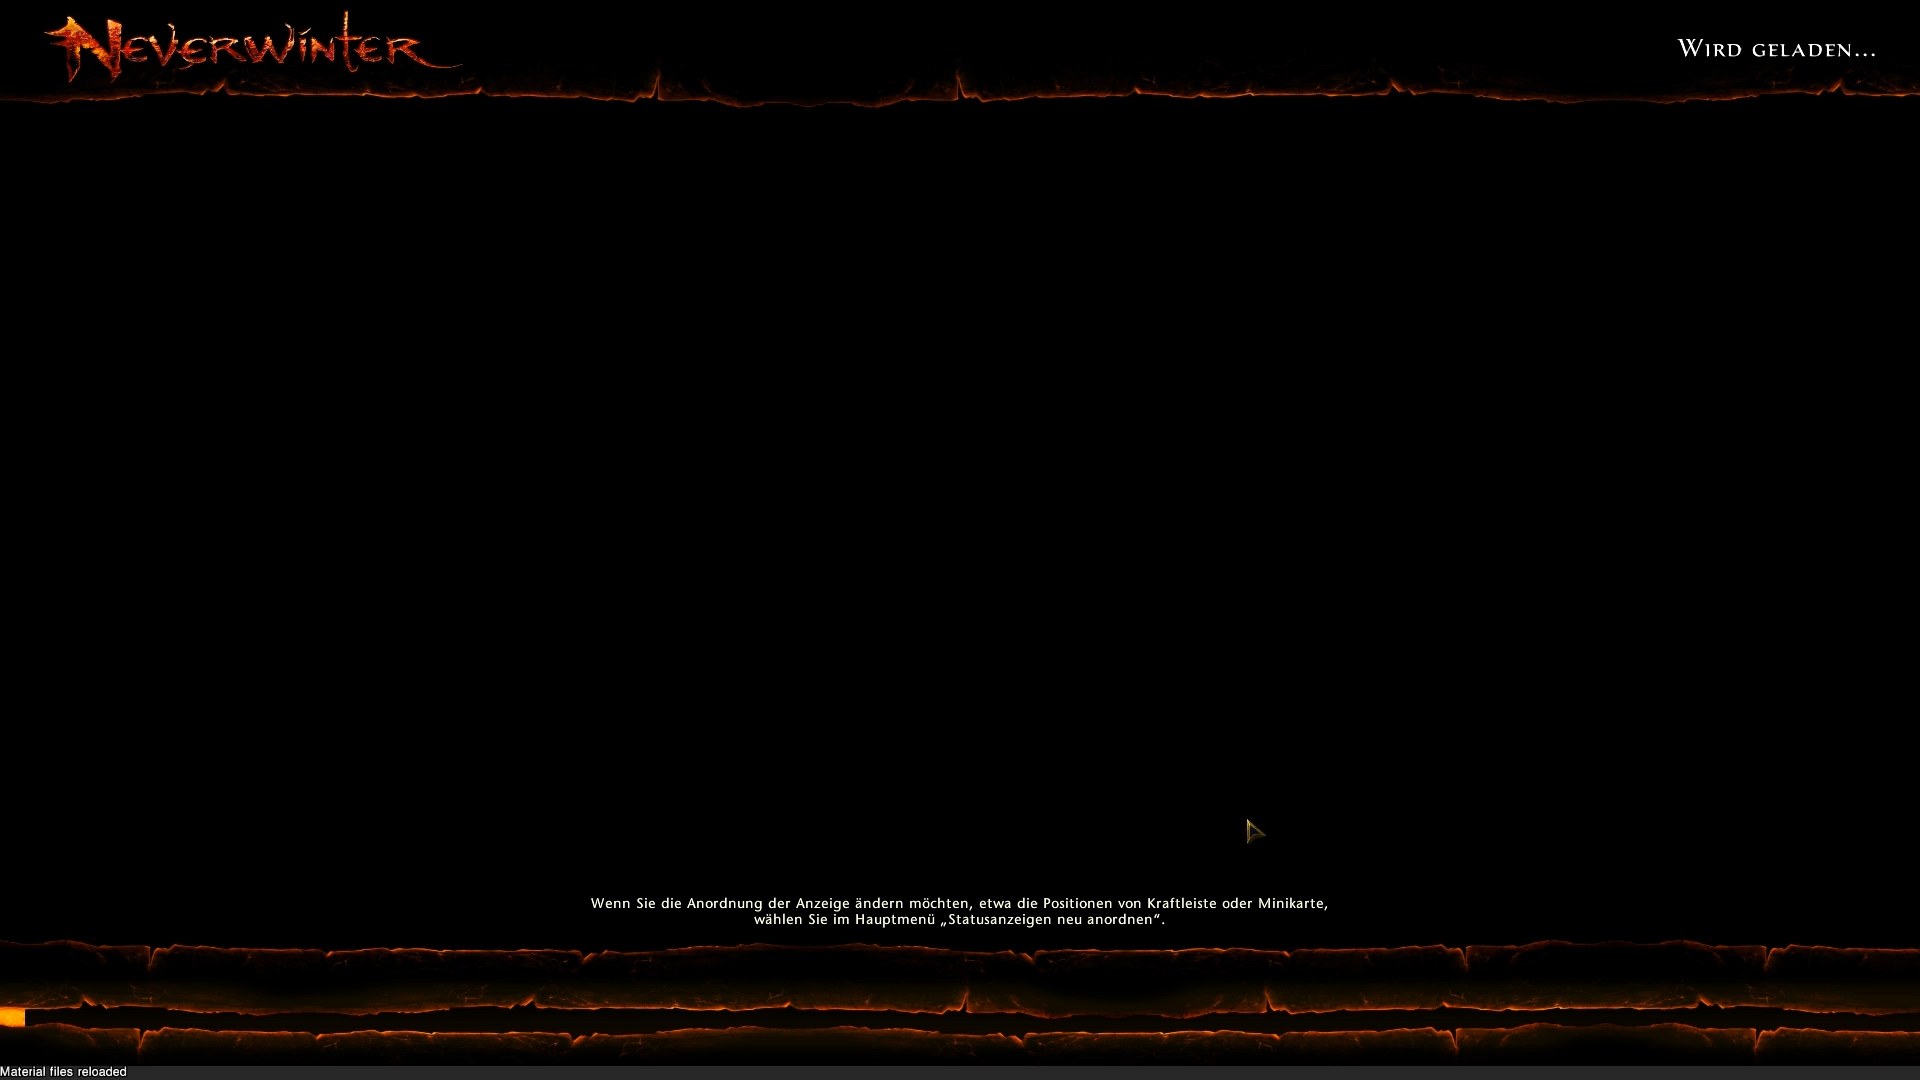 NEVERWINTER
WIRD GELADEN...
Wenn Sie die Anordnung der Anzeige ändern möchten, etwa die Positionen von Kraftleiste oder Minikarte,
wählen Sie im Hauptmenü „Statusanzeigen neu anordnen“.
Material files reloaded